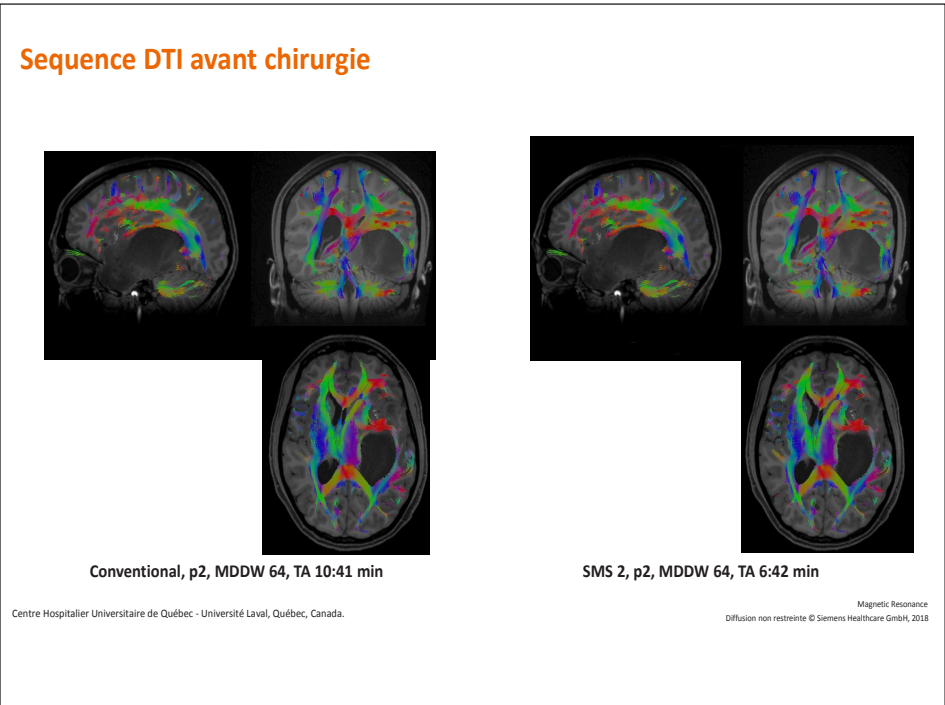 Sequence DTI avant chirurgie
Conventional, p2, MDDW 64, TA 10:41 min
SMS 2, p2, MDDW 64, TA 6:42 min
Centre Hospitalier Universitaire de Québec - Université Laval, Québec, Canada.
Magnetic Resonance
Diffusion non restreinte © Siemens Healthcare GmbH, 2018